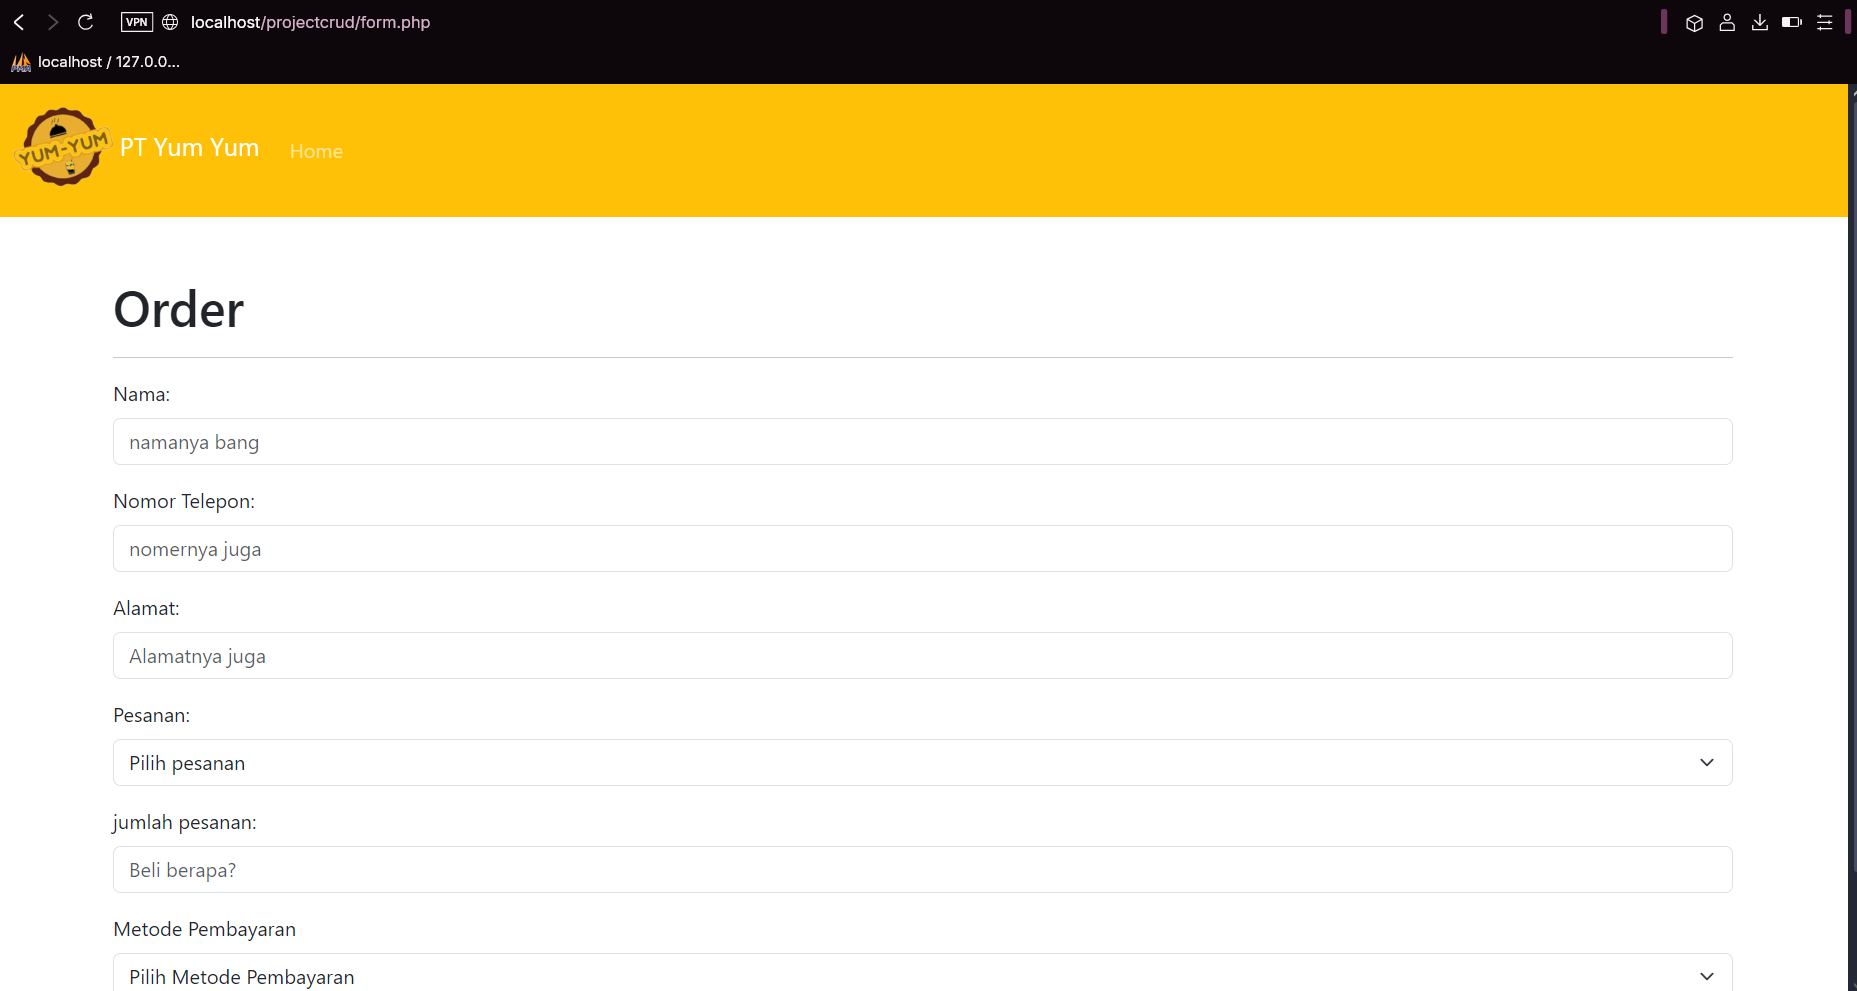 VPN localhost/projectcrud/form.php
localhost / 127.0.0...
YUM-YUM PT Yum Yum Home
Order
Nama:
namanya bang
Nomor Telepon:
nomernya juga
Alamat:
Alamatnya juga
Pesanan:
Pilih pesanan
jumlah pesanan:
Beli berapa?
Metode Pembayaran
Pilih Metode Pembayaran